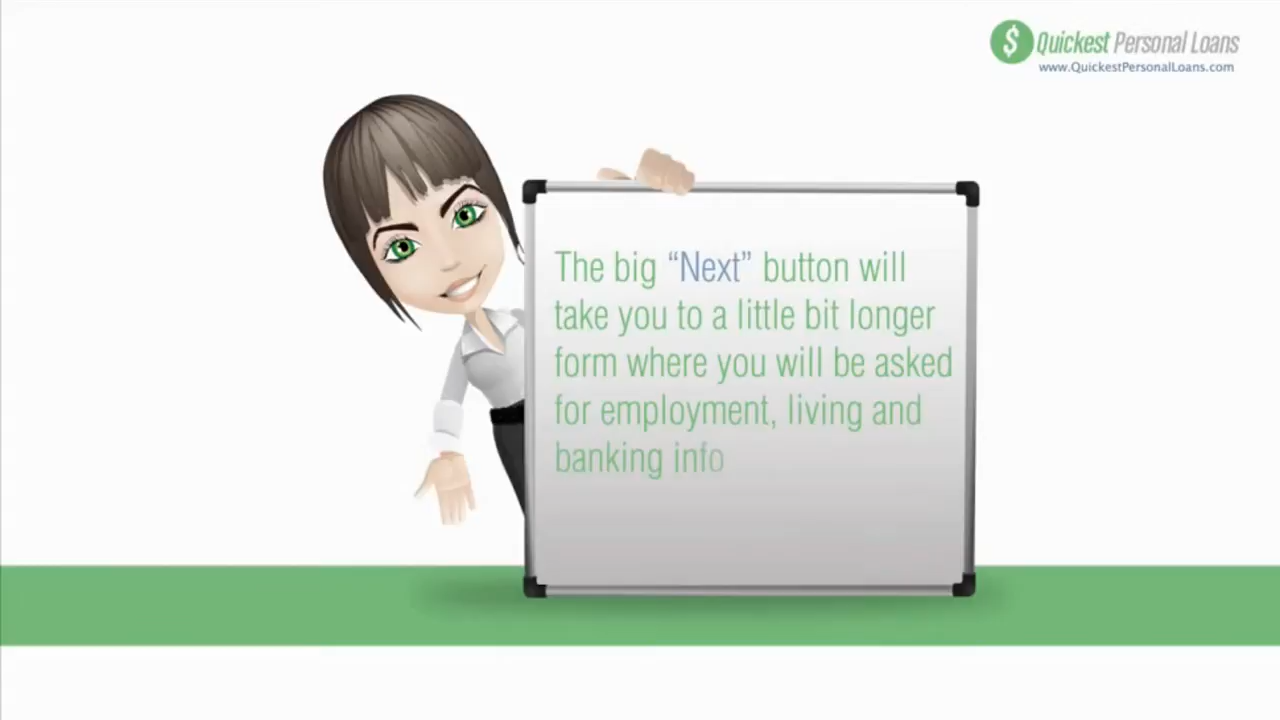 $ Quickest Personal Loans
www.QuickestPersonalLoans.com
The big “Next” button will
take you to a little bit longer
form where you will be asked
for employment, living and
banking info